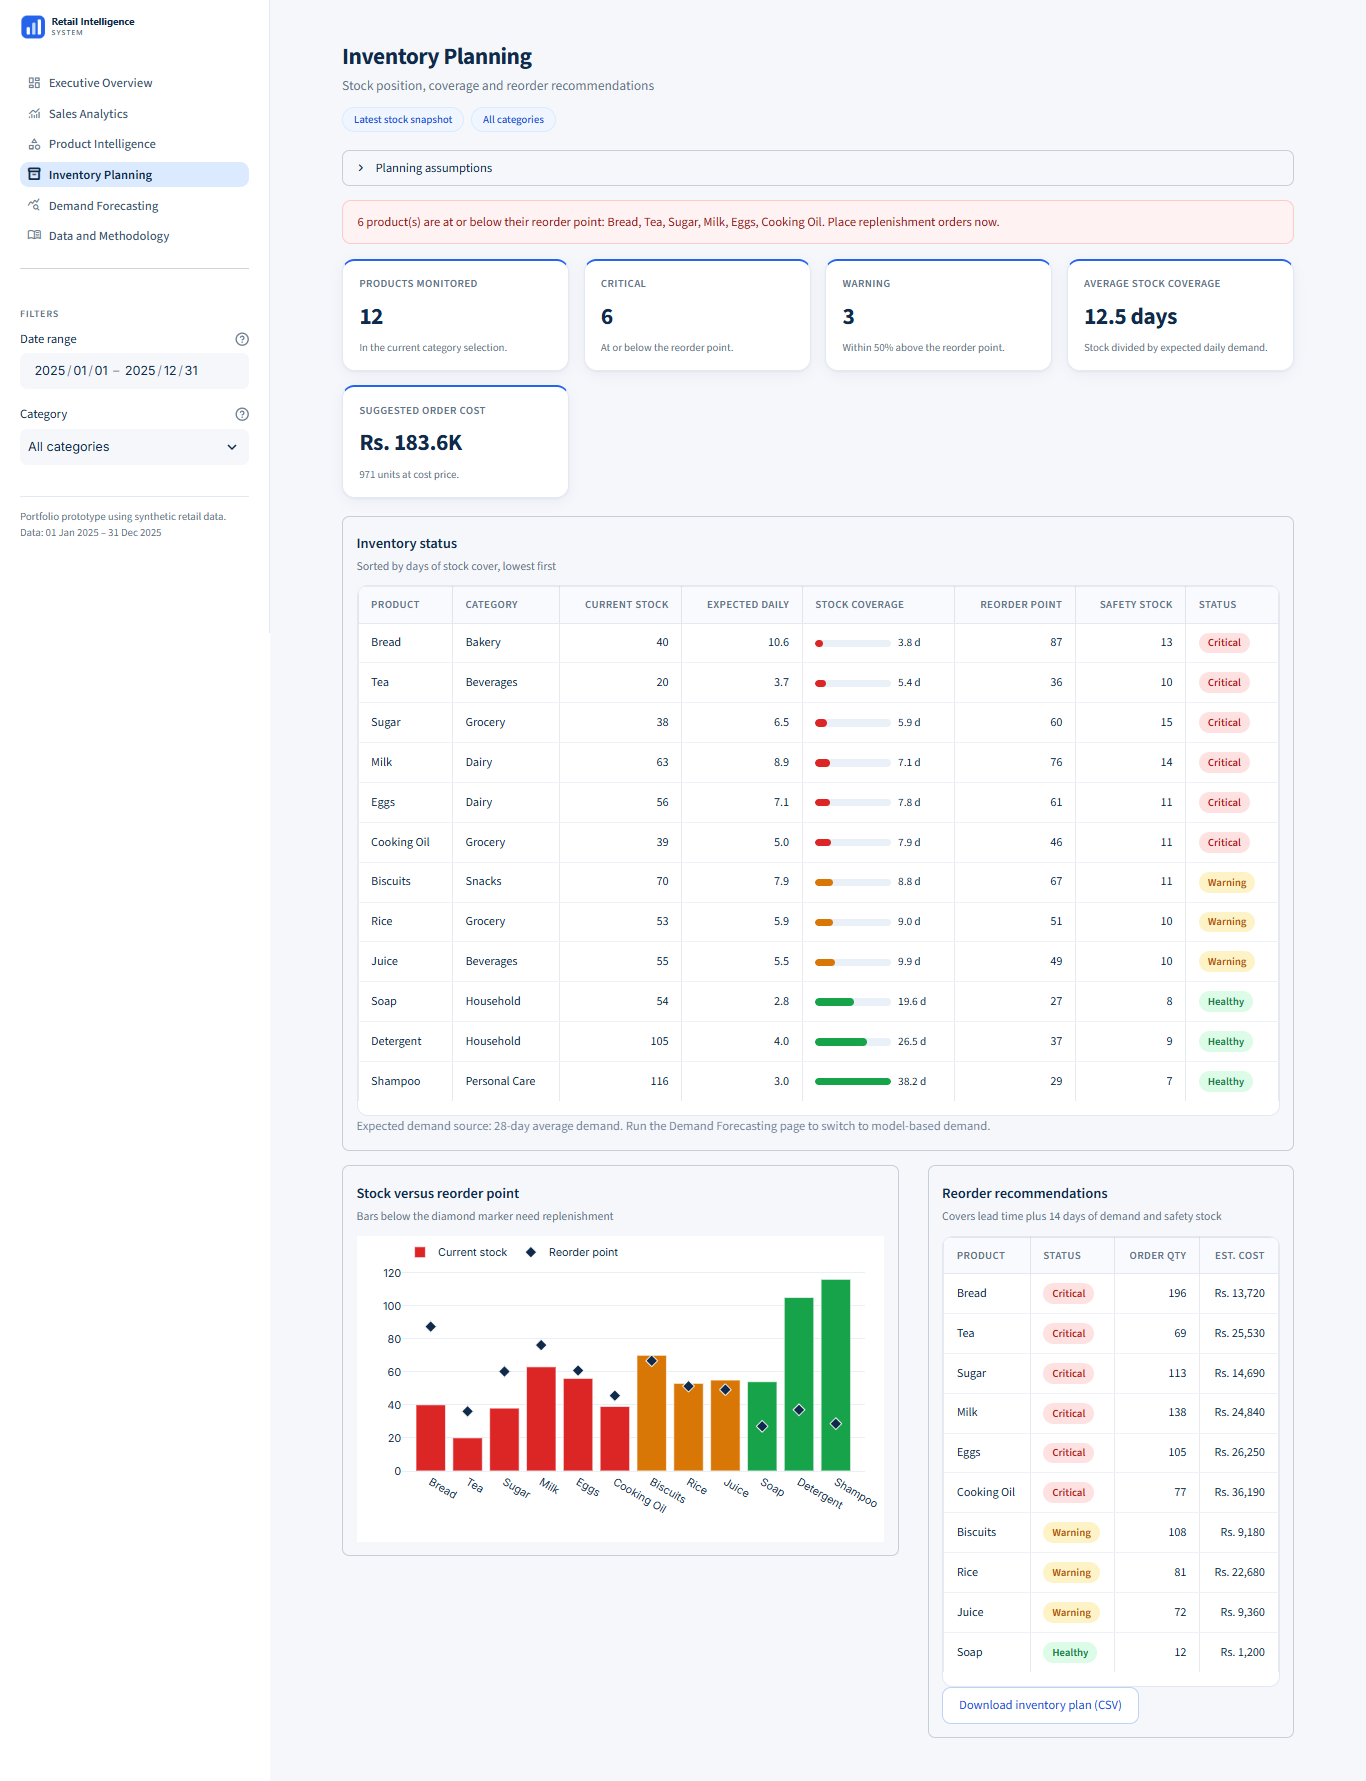 Retail Intelligence
SYSTEM
Executive Overview
Sales Analytics
Product Intelligence
Inventory Planning
Demand Forecasting
Data and Methodology
FILTERS
Date range
2025/01/01 – 2025/12/31
Category
All categories
Portfolio prototype using synthetic retail data.
Data: 01 Jan 2025 – 31 Dec 2025
Inventory Planning
Stock position, coverage and reorder recommendations
Latest stock snapshot All categories
Planning assumptions
6 product(s) are at or below their reorder point: Bread, Tea, Sugar, Milk, Eggs, Cooking Oil. Place replenishment orders now.
PRODUCTS MONITORED
12
In the current category selection.
CRITICAL
6
At or below the reorder point.
WARNING
3
Within 50% above the reorder point.
AVERAGE STOCK COVERAGE
12.5 days
Stock divided by expected daily demand.
SUGGESTED ORDER COST
Rs. 183.6K
971 units at cost price.
Inventory status
Sorted by days of stock cover, lowest first
PRODUCT CATEGORY CURRENT STOCK EXPECTED DAILY STOCK COVERAGE REORDER POINT SAFETY STOCK STATUS
Bread Bakery 40 10.6 3.8 d 87 13 Critical
Tea Beverages 20 3.7 5.4 d 36 10 Critical
Sugar Grocery 38 6.5 5.9 d 60 15 Critical
Milk Dairy 63 8.9 7.1 d 76 14 Critical
Eggs Dairy 56 7.1 7.8 d 61 11 Critical
Cooking Oil Grocery 39 5.0 7.9 d 46 11 Critical
Biscuits Snacks 70 7.9 8.8 d 67 11 Warning
Rice Grocery 53 5.9 9.0 d 51 10 Warning
Juice Beverages 55 5.5 9.9 d 49 10 Warning
Soap Household 54 2.8 19.6 d 27 8 Healthy
Detergent Household 105 4.0 26.5 d 37 9 Healthy
Shampoo Personal Care 116 3.0 38.2 d 29 7 Healthy
Expected demand source: 28-day average demand. Run the Demand Forecasting page to switch to model-based demand.
Stock versus reorder point
Bars below the diamond marker need replenishment
Current stock Reorder point
120
100
80
60
40
20
0
Bread Tea Sugar Milk Eggs Cooking Oil Biscuits Rice Juice Soap Detergent Shampoo
Reorder recommendations
Covers lead time plus 14 days of demand and safety stock
PRODUCT STATUS ORDER QTY EST. COST
Bread Critical 196 Rs. 13,720
Tea Critical 69 Rs. 25,530
Sugar Critical 113 Rs. 14,690
Milk Critical 138 Rs. 24,840
Eggs Critical 105 Rs. 26,250
Cooking Oil Critical 77 Rs. 36,190
Biscuits Warning 108 Rs. 9,180
Rice Warning 81 Rs. 22,680
Juice Warning 72 Rs. 9,360
Soap Healthy 12 Rs. 1,200
Download inventory plan (CSV)